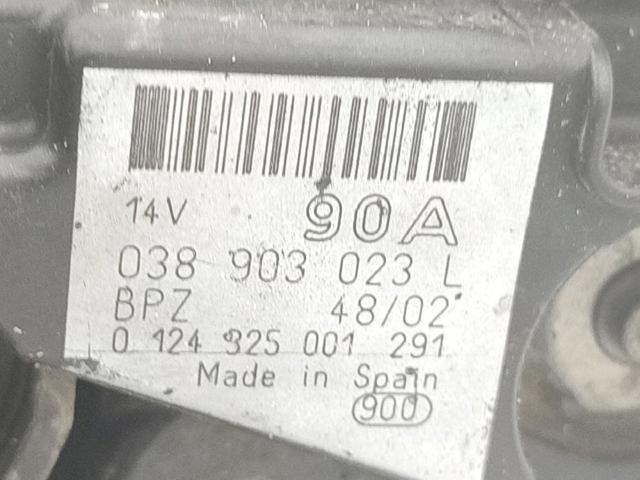 14V 90A
038 903 023 L
BPZ 48/02
0 124 325 001 291
Made in Spain
900